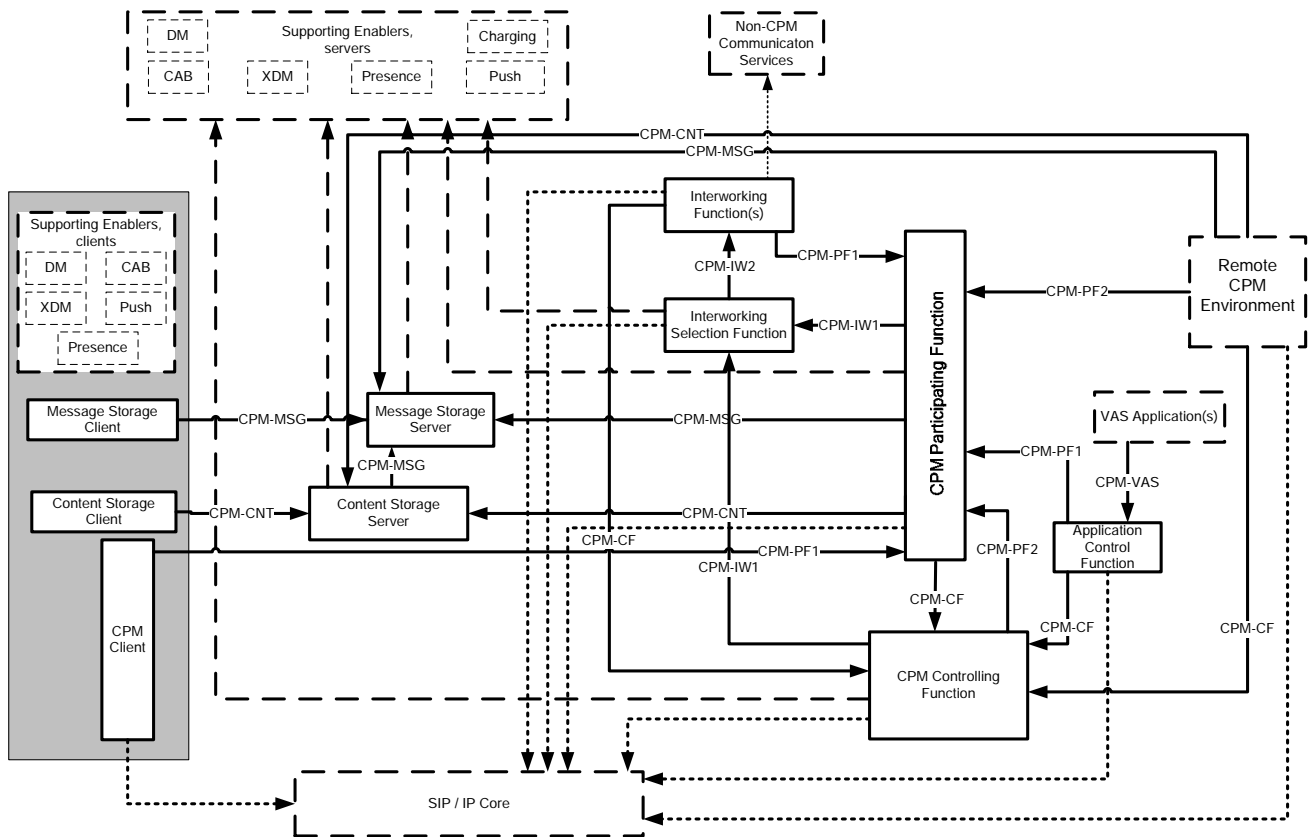 DM
Supporting Enablers,
servers
Charging
CAB
XDM
Presence
Push
Non-CPM
Communicaton
Services
CPM-CNT
CPM-MSG
Supporting Enablers,
clients
DM
CAB
XDM
Push
Presence
Interworking
Function(s)
CPM-PF1
CPM-IW2
Interworking
Selection Function
CPM-IW1
CPM Participating Function
CPM-PF2
Remote
CPM
Environment
Message Storage
Client
CPM-MSG
Message Storage
Server
CPM-MSG
CPM-MSG
VAS Application(s)
CPM-PF1
CPM-VAS
Content Storage
Client
CPM-CNT
Content Storage
Server
CPM-CNT
CPM-CF
CPM-PF1
CPM-IW1
CPM-PF2
Application
Control
Function
CPM
Client
CPM-CF
CPM-CF
CPM-CF
CPM Controlling
Function
SIP / IP Core